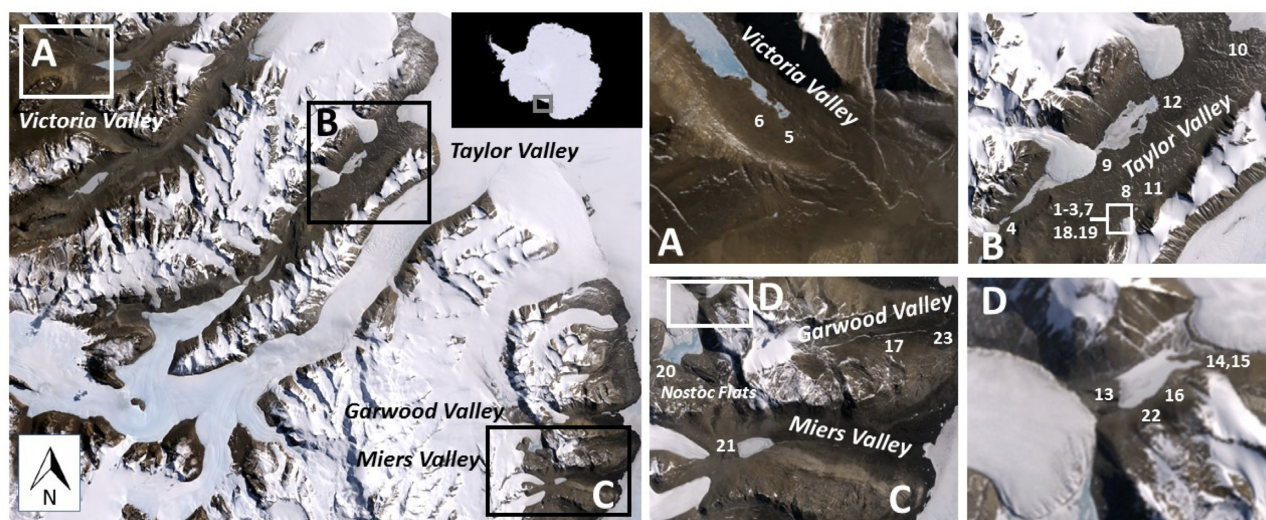 A
Victoria Valley
B
Taylor Valley
Garwood Valley
Miers Valley
C
N
Victoria Valley
6
5
A
10
12
Taylor Valley
9
8
11
1-3,7
18.19
4
B
D
Garwood Valley
23
17
20
Nostoc Flats
Miers Valley
21
C
D
14,15
13
16
22